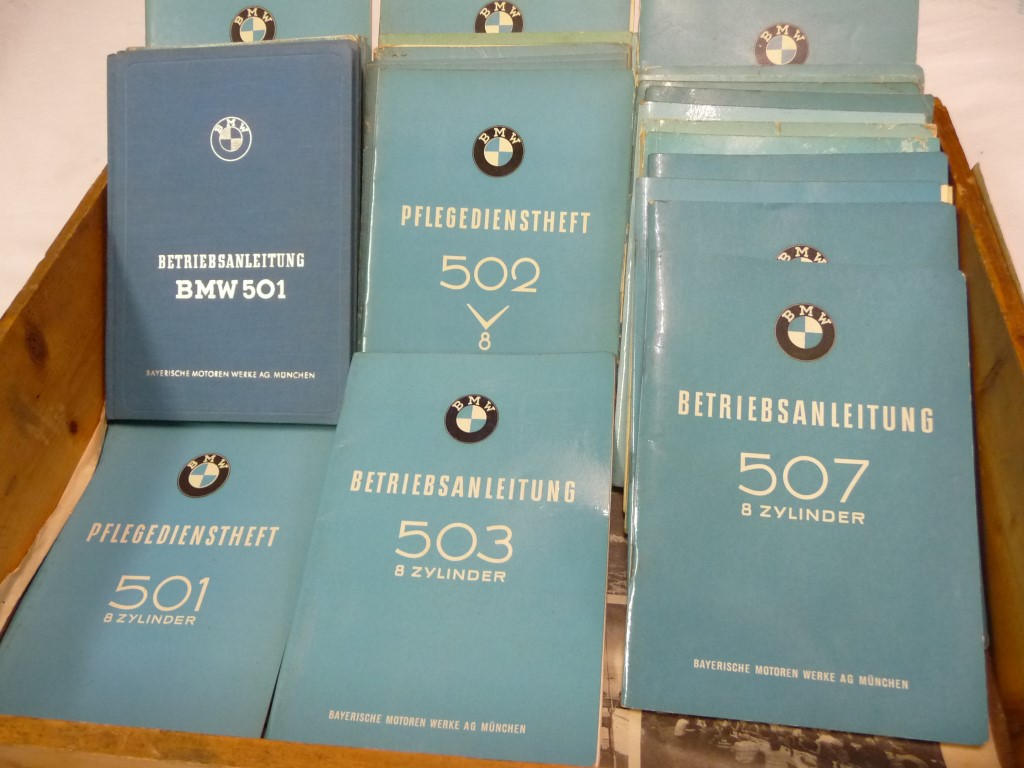 BMW
BMW
BMW
BMW
BETRIEBSANLEITUNG
BMW 501
BAYERISCHE MOTOREN WERKE AG. MÜNCHEN
BMW
PFLEGEDIENSTHEFT
502
V
8
BMW
BMW
PFLEGEDIENSTHEFT
501
8 ZYLINDER
BMW
BETRIEBSANLEITUNG
503
8 ZYLINDER
BAYERISCHE MOTOREN WERKE AG MÜNCHEN
BMW
BETRIEBSANLEITUNG
507
8 ZYLINDER
BAYERISCHE MOTOREN WERKE AG MÜNCHEN